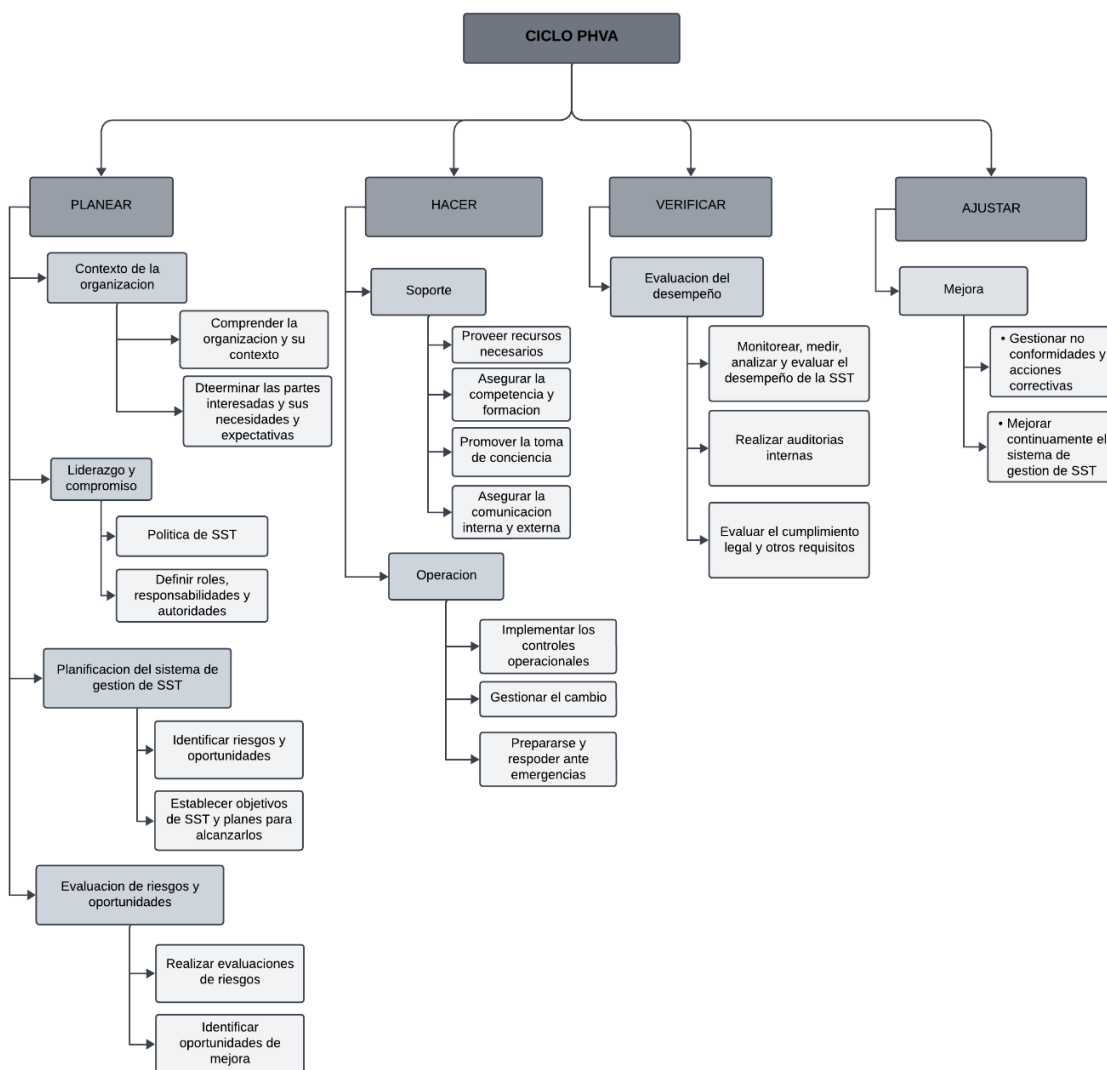 CICLO PHVA
PLANEAR
Contexto de la
organizacion
Comprender la
organizacion y su
contexto
Dteerminar las partes
interesadas y sus
necesidades y
expectativas
Liderazgo y
compromiso
Politica de SST
Definir roles,
responsabilidades y
autoridades
Planificacion del sistema de
gestion de SST
Identificar riesgos y
oportunidades
Establecer objetivos
de SST y planes para
alcanzarlos
Evaluacion de riesgos y
oportunidades
Realizar evaluaciones
de riesgos
Identificar
oportunidades de
mejora
HACER
Soporte
Proveer recursos
necesarios
Asegurar la
competencia y
formacion
Promover la toma
de conciencia
Asegurar la
comunicacion
interna y externa
Operacion
Implementar los
controles
operacionales
Gestionar el cambio
Prepararse y
respoder ante
emergencias
VERIFICAR
Evaluacion del
desempeño
Monitorear, medir,
analizar y evaluar el
desempeño de la SST
Realizar auditorias
internas
Evaluar el cumplimiento
legal y otros requisitos
AJUSTAR
Mejora
• Gestionar no
conformidades y
acciones
correctivas
• Mejorar
continuamente el
sistema de
gestion de SST